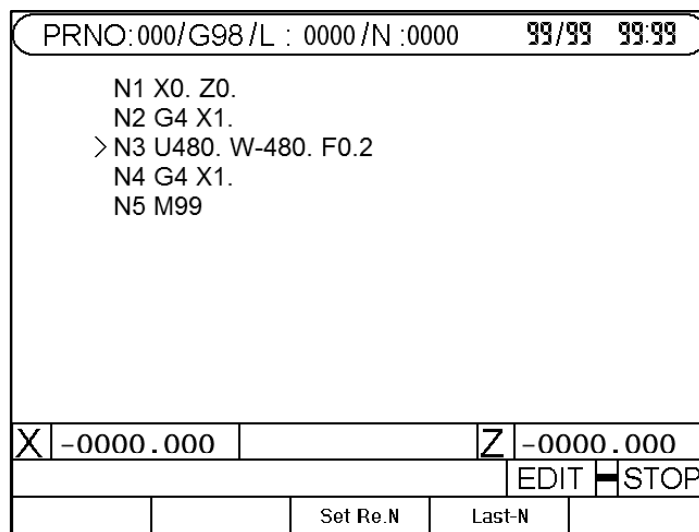 PRNO:000/G98/L : 0000/N :0000 99/99 99:99
N1 X0. Z0.
N2 G4 X1.
>N3 U480. W-480. F0.2
N4 G4 X1.
N5 M99
X -0000.000 Z -0000.000
EDIT STOP
Set Re.N Last-N